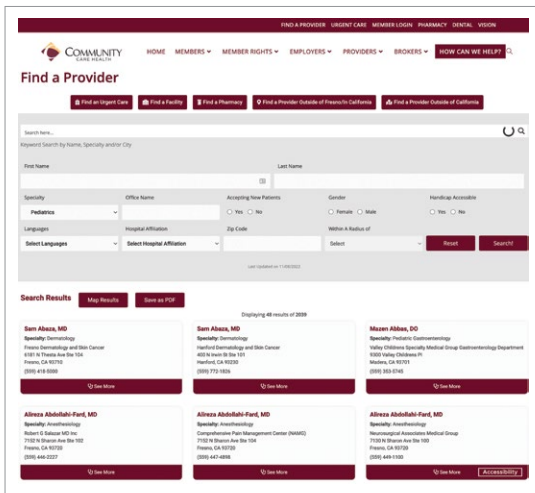 FIND A PROVIDER URGENT CARE MEMBER LOGIN PHARMACY DENTAL VISION
COMMUNITY
CARE HEALTH
HOME MEMBERS MEMBER RIGHTS EMPLOYERS PROVIDERS BROKERS HOW CAN WE HELP?
Find a Provider
Find an Urgent Care Find a Facility Find a Pharmacy Find a Provider Outside of Fresno/In California Find a Provider Outside of California
Search here...
Keyword Search by Name, Specialty and/or City
First Name Last Name
Specialty Office Name Accepting New Patients Gender Handicap Accessible
Pediatrics Yes No Female Male Yes No
Languages Hospital Affiliation Zip Code Within A Radius of
Select Languages Select Hospital Affiliation Select Reset Search!
Last Updated on 11/08/2022
Search Results Map Results Save as PDF
Displaying 40 results of 2039
Sam Abaza, MD
Specialty: Dermatology
Fresno Dermatology and Skin Cancer
6181 N Thesta Ave Ste 104
Fresno, CA 93710
(559) 418-5088
See More
Sam Abaza, MD
Specialty: Dermatology
Hanford Dermatology and Skin Cancer
400 N Irwin St Ste 101
Hanford, CA 93230
(559) 772-1826
See More
Mazen Abbas, DO
Specialty: Pediatric Gastroenterology
Valley Childrens Specialty Medical Group Gastroenterology Department
9300 Valley Childrens Pl
Madera, CA 93701
(559) 353-5745
See More
Alireza Abdollahi-Fard, MD
Specialty: Anesthesiology
Robert G Salazar MD Inc
7152 N Sharon Ave Ste 102
Fresno, CA 93720
(559) 446-2227
See More
Alireza Abdollahi-Fard, MD
Specialty: Anesthesiology
Comprehensive Pain Management Center (NAMG)
7152 N Sharon Ave Ste 104
Fresno, CA 93720
(559) 447-4898
See More
Alireza Abdollahi-Fard, MD
Specialty: Anesthesiology
Neurosurgical Associates Medical Group
7130 N Sharon Ave Ste 100
Fresno, CA 93720
(559) 449-1100
See More
Accessibility